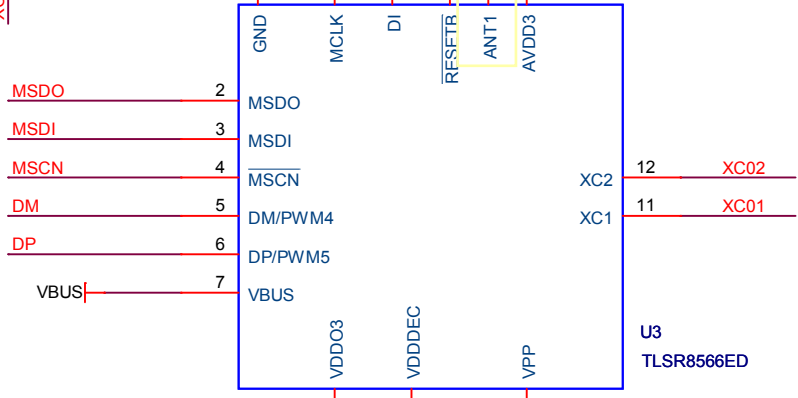 GND
MCLK
DI
RESETB
ANT1
AVDD3
MSDO 2 MSDO
MSDI 3 MSDI
MSCN 4 MSCN
DM 5 DM/PWM4
DP 6 DP/PWM5
VBUS 7 VBUS
XC2 12 XC02
XC1 11 XC01
VDDO3
VDDDEC
VPP
U3
TLSR8566ED